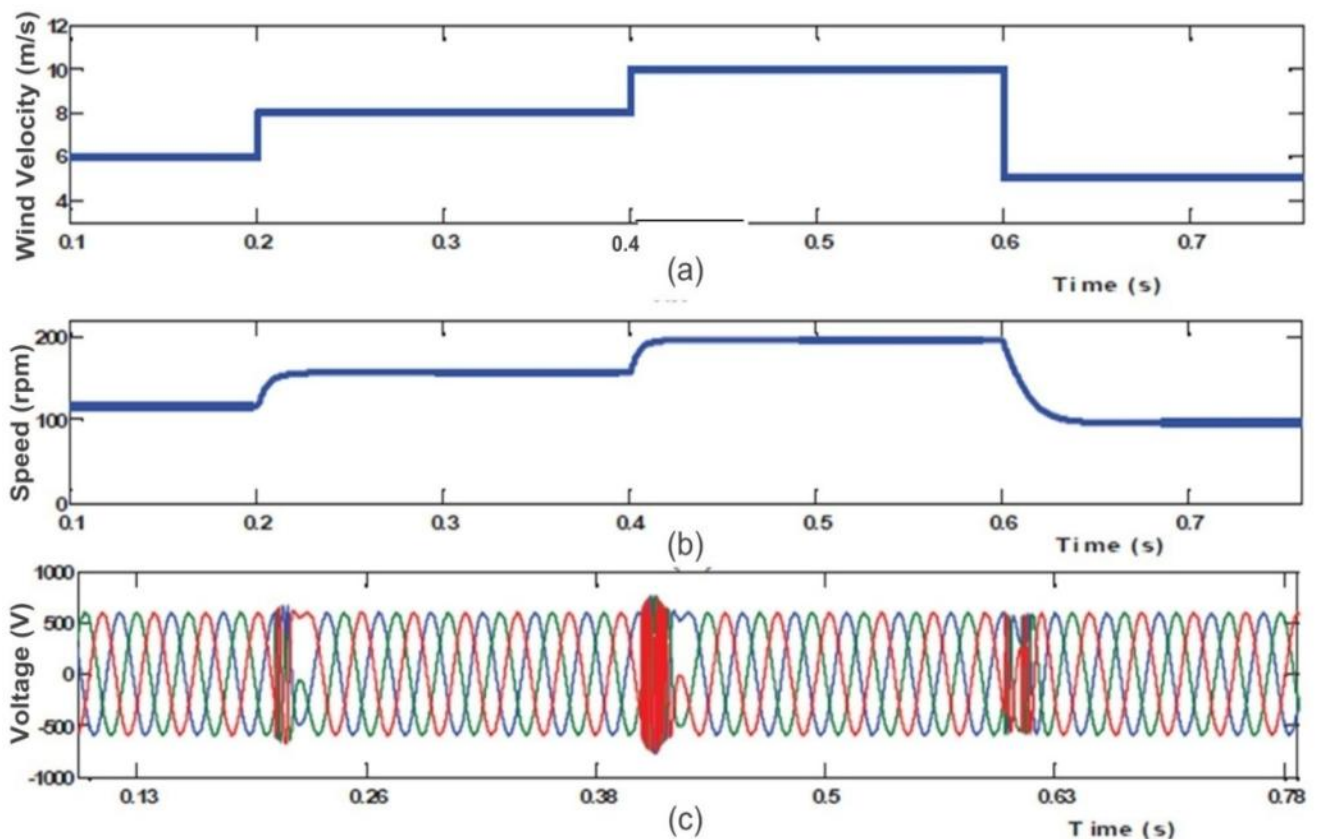 Wind Velocity (m/s)
12
10
8
6
4
0.1 0.2 0.3 0.4 0.5 0.6 0.7
(a)
Time (s)
Speed (rpm)
200
100
0
0.1 0.2 0.3 0.4 0.5 0.6 0.7
(b)
Time (s)
Voltage (V)
1000
500
0
-500
-1000
0.13 0.26 0.38 0.5 0.63 0.78
(c)
Time (s)